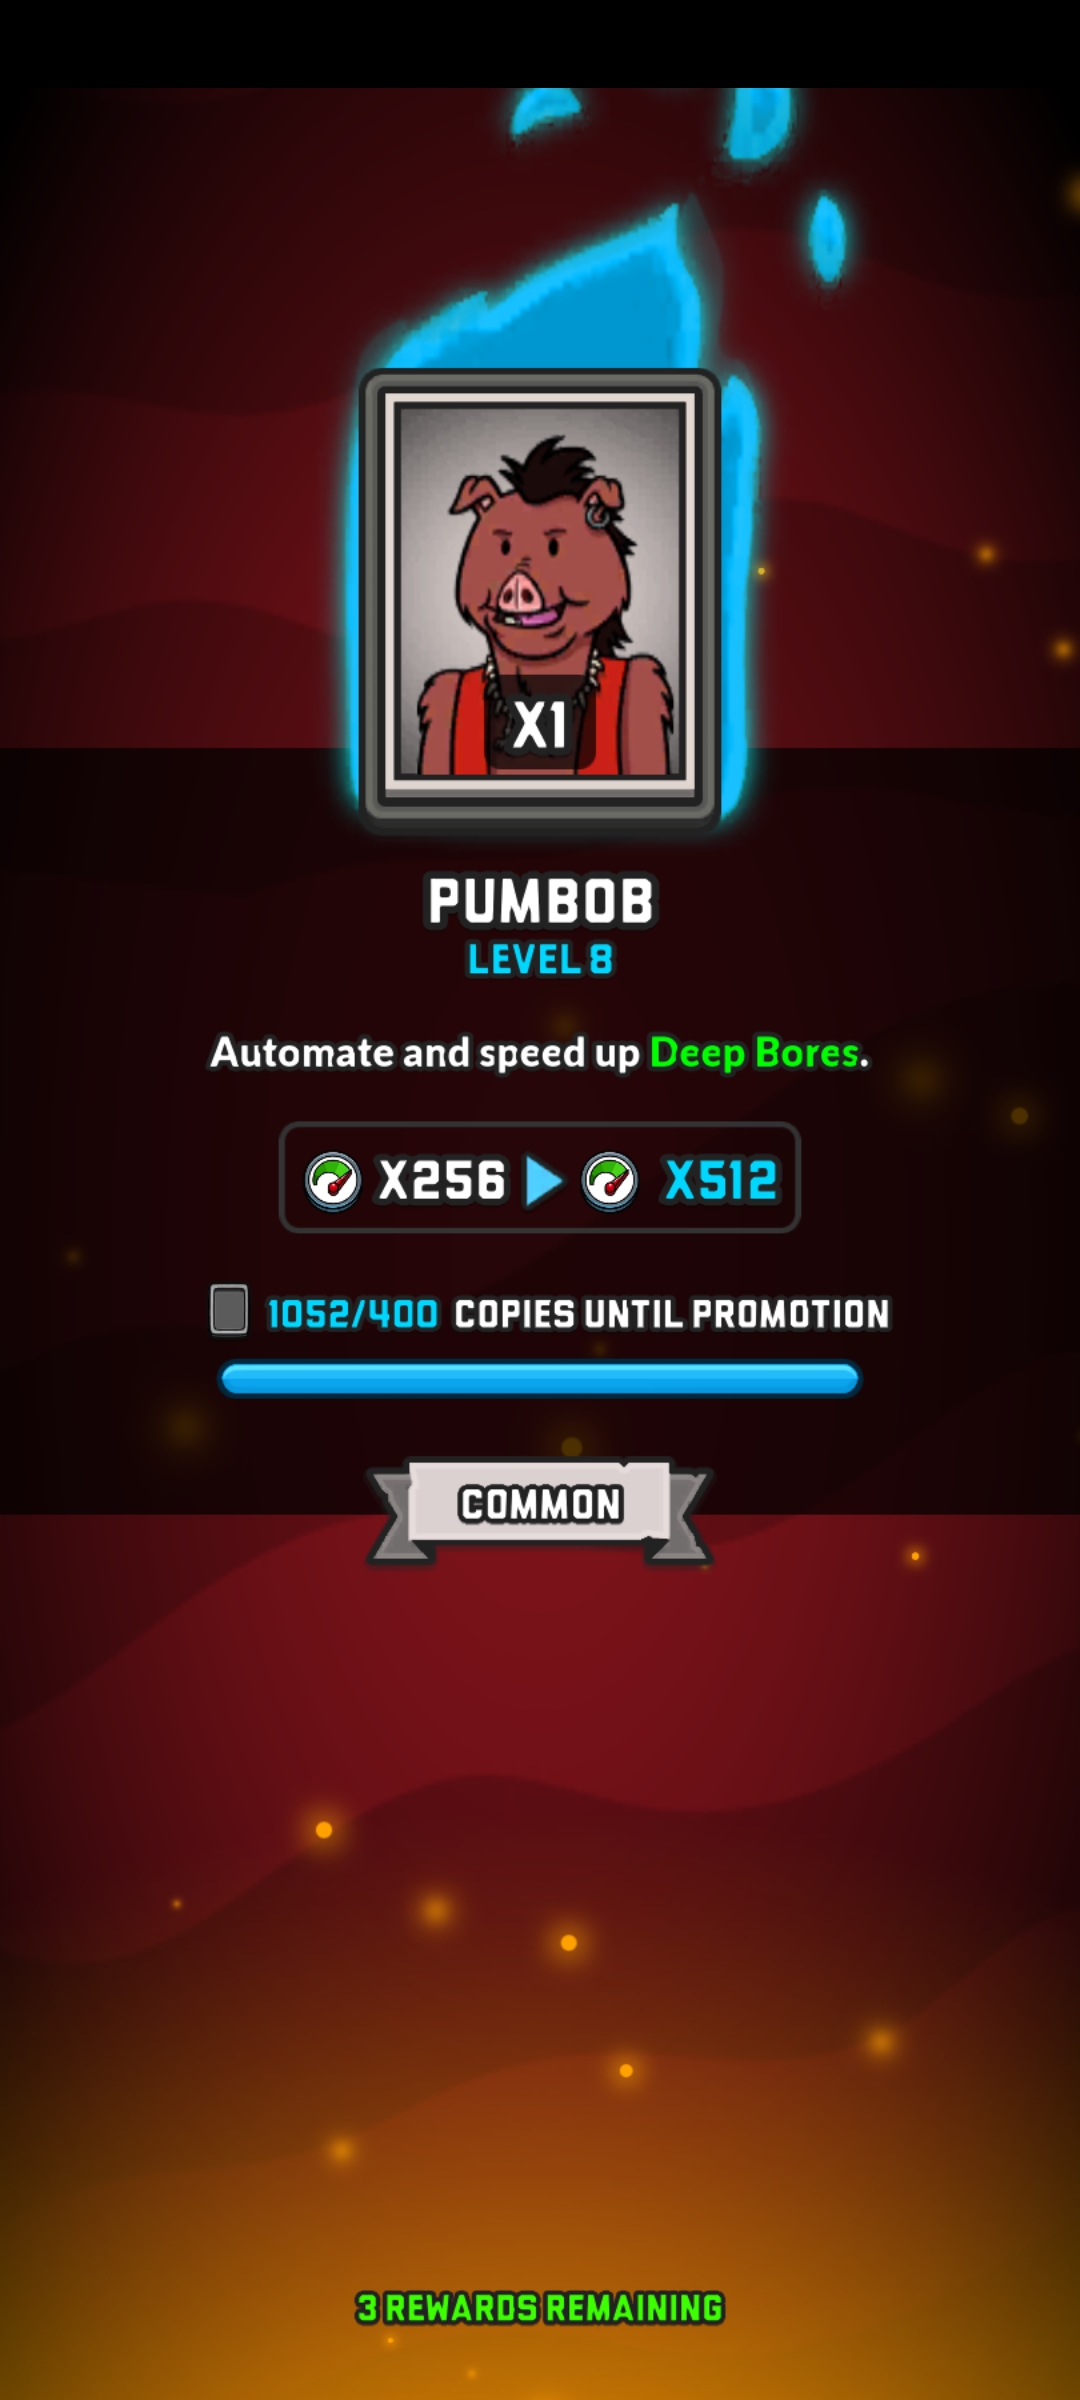 X1
PUMBOB
LEVEL 8
Automate and speed up Deep Bores.
X256 X512
1052/400 COPIES UNTIL PROMOTION
COMMON
3 REWARDS REMAINING